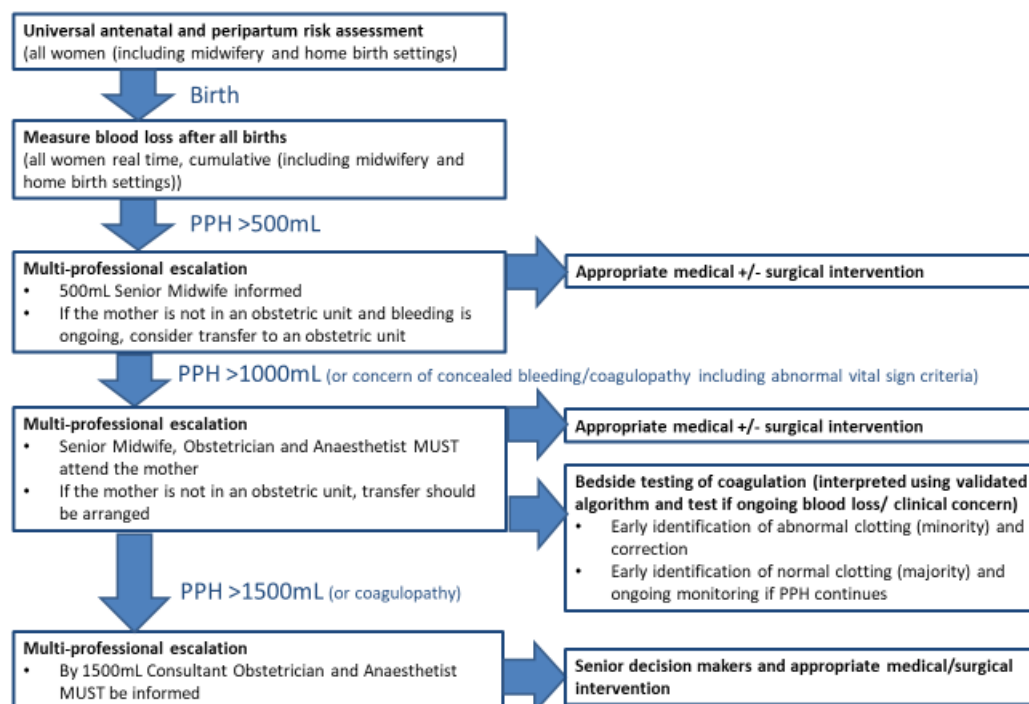 Universal antenatal and peripartum risk assessment
(all women (including midwifery and home birth settings)
Birth
Measure blood loss after all births
(all women real time, cumulative (including midwifery and
home birth settings))
PPH >500mL
Multi-professional escalation
• 500mL Senior Midwife informed
• If the mother is not in an obstetric unit and bleeding is
ongoing, consider transfer to an obstetric unit
Appropriate medical +/- surgical intervention
PPH >1000mL (or concern of concealed bleeding/coagulopathy including abnormal vital sign criteria)
Multi-professional escalation
• Senior Midwife, Obstetrician and Anaesthetist MUST
attend the mother
• If the mother is not in an obstetric unit, transfer should
be arranged
Appropriate medical +/- surgical intervention
Bedside testing of coagulation (interpreted using validated
algorithm and test if ongoing blood loss/ clinical concern)
• Early identification of abnormal clotting (minority) and
correction
• Early identification of normal clotting (majority) and
ongoing monitoring if PPH continues
PPH >1500mL (or coagulopathy)
Multi-professional escalation
• By 1500mL Consultant Obstetrician and Anaesthetist
MUST be informed
Senior decision makers and appropriate medical/surgical
intervention